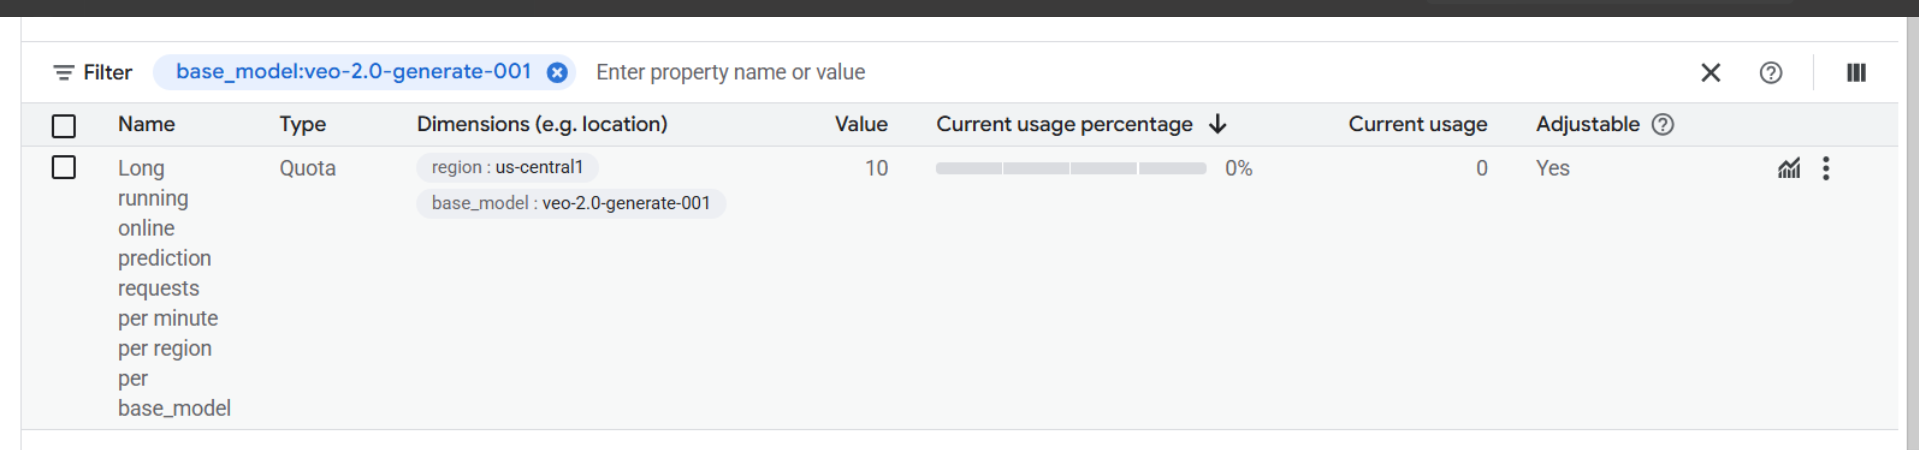 Filter base_model:veo-2.0-generate-001 Enter property name or value
Name Type Dimensions (e.g. location) Value Current usage percentage Current usage Adjustable
Long Quota region : us-central1 10 0% 0 Yes
running base_model : veo-2.0-generate-001
online
prediction
requests
per minute
per region
per
base_model